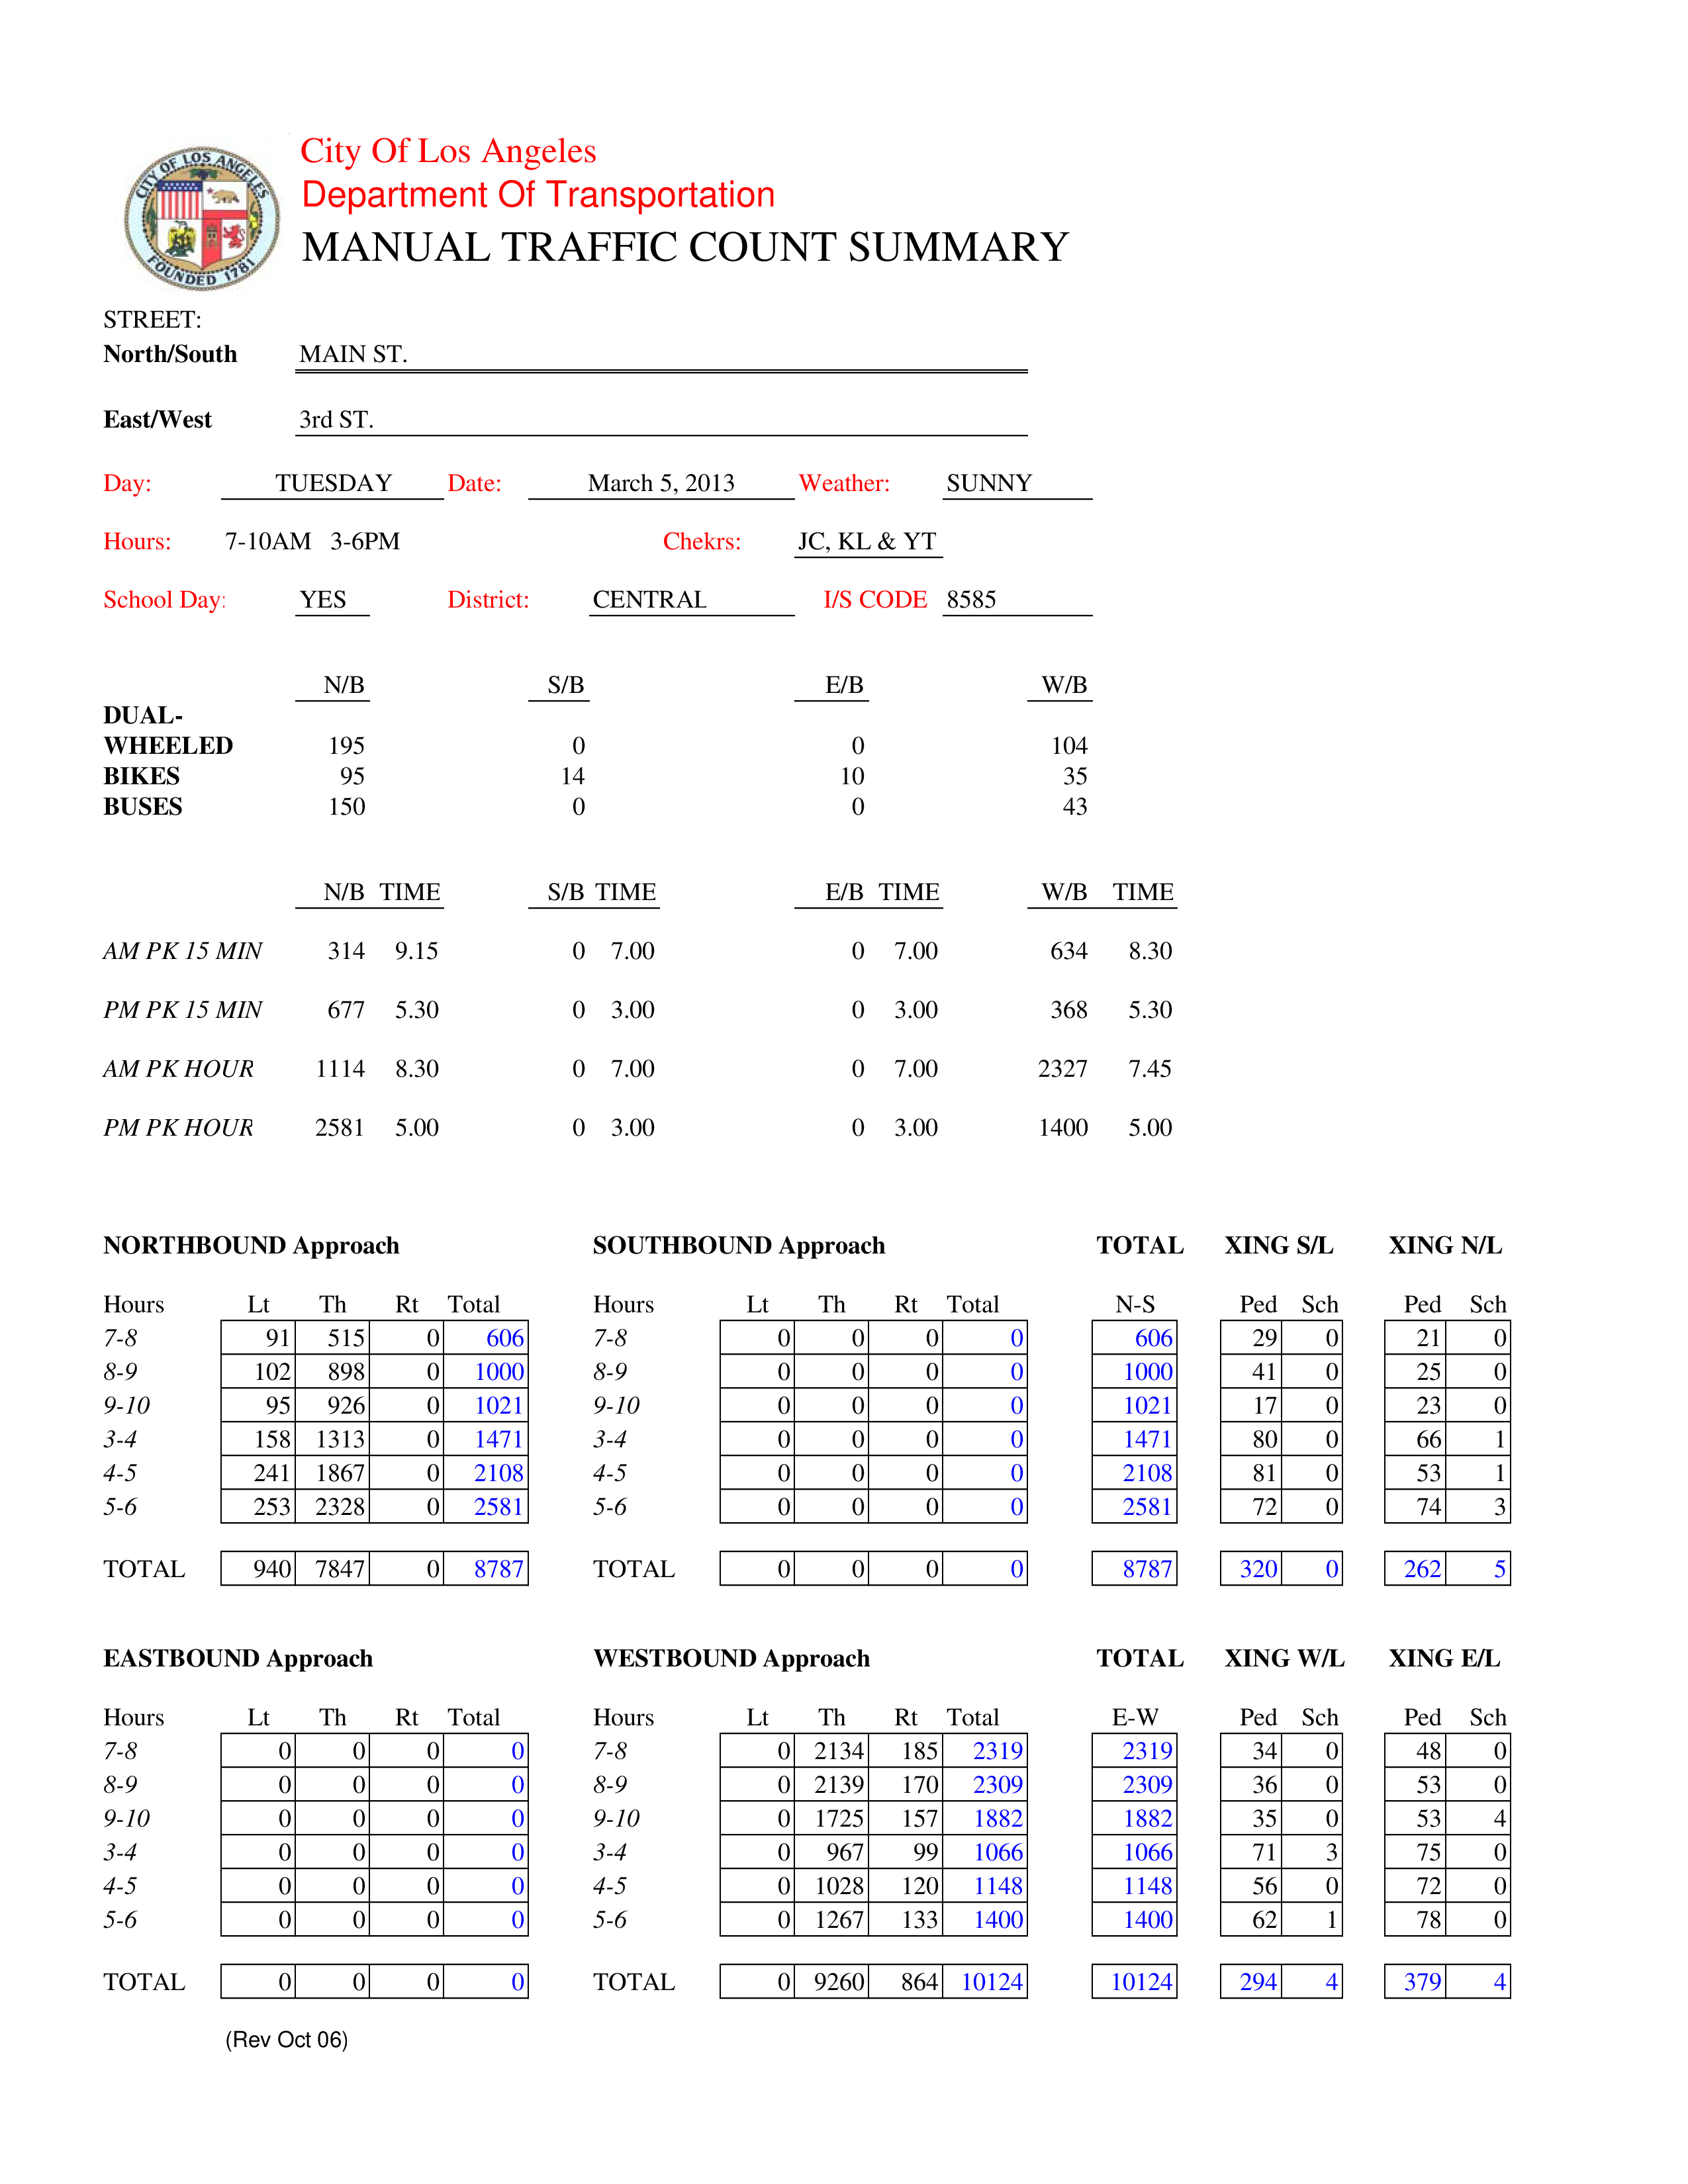 CITY OF LOS ANGELES
FOUNDED 1781
City Of Los Angeles
Department Of Transportation
MANUAL TRAFFIC COUNT SUMMARY
STREET:
North/South MAIN ST.
East/West 3rd ST.
Day: TUESDAY Date: March 5, 2013 Weather: SUNNY
Hours: 7-10AM 3-6PM Chekrs: JC, KL & YT
School Day: YES District: CENTRAL I/S CODE 8585
N/B S/B E/B W/B
DUAL-
WHEELED 195 0 0 104
BIKES 95 14 10 35
BUSES 150 0 0 43
N/B TIME S/B TIME E/B TIME W/B TIME
AM PK 15 MIN 314 9.15 0 7.00 0 7.00 634 8.30
PM PK 15 MIN 677 5.30 0 3.00 0 3.00 368 5.30
AM PK HOUR 1114 8.30 0 7.00 0 7.00 2327 7.45
PM PK HOUR 2581 5.00 0 3.00 0 3.00 1400 5.00
NORTHBOUND Approach SOUTHBOUND Approach TOTAL XING S/L XING N/L
Hours Lt Th Rt Total Hours Lt Th Rt Total N-S Ped Sch Ped Sch
7-8 91 515 0 606 7-8 0 0 0 0 606 29 0 21 0
8-9 102 898 0 1000 8-9 0 0 0 0 1000 41 0 25 0
9-10 95 926 0 1021 9-10 0 0 0 0 1021 17 0 23 0
3-4 158 1313 0 1471 3-4 0 0 0 0 1471 80 0 66 1
4-5 241 1867 0 2108 4-5 0 0 0 0 2108 81 0 53 1
5-6 253 2328 0 2581 5-6 0 0 0 0 2581 72 0 74 3
TOTAL 940 7847 0 8787 TOTAL 0 0 0 0 8787 320 0 262 5
EASTBOUND Approach WESTBOUND Approach TOTAL XING W/L XING E/L
Hours Lt Th Rt Total Hours Lt Th Rt Total E-W Ped Sch Ped Sch
7-8 0 0 0 0 7-8 0 2134 185 2319 2319 34 0 48 0
8-9 0 0 0 0 8-9 0 2139 170 2309 2309 36 0 53 0
9-10 0 0 0 0 9-10 0 1725 157 1882 1882 35 0 53 4
3-4 0 0 0 0 3-4 0 967 99 1066 1066 71 3 75 0
4-5 0 0 0 0 4-5 0 1028 120 1148 1148 56 0 72 0
5-6 0 0 0 0 5-6 0 1267 133 1400 1400 62 1 78 0
TOTAL 0 0 0 0 TOTAL 0 9260 864 10124 10124 294 4 379 4
(Rev Oct 06)